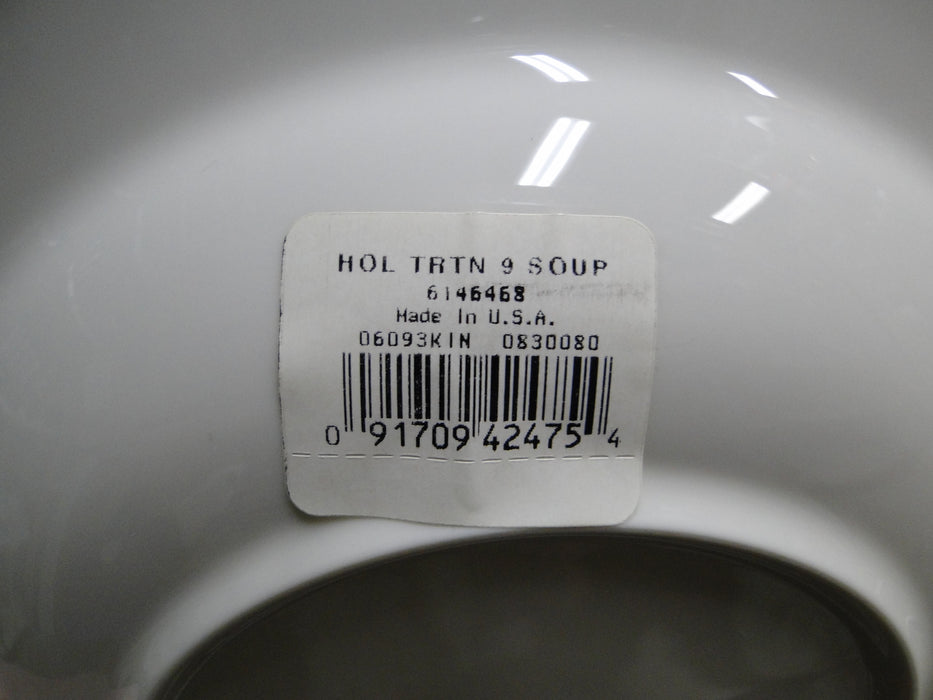 HOL TRTN 9 SOUP
6146468
Made In U.S.A.
06093KIN 0830080
0 91709 42475 4